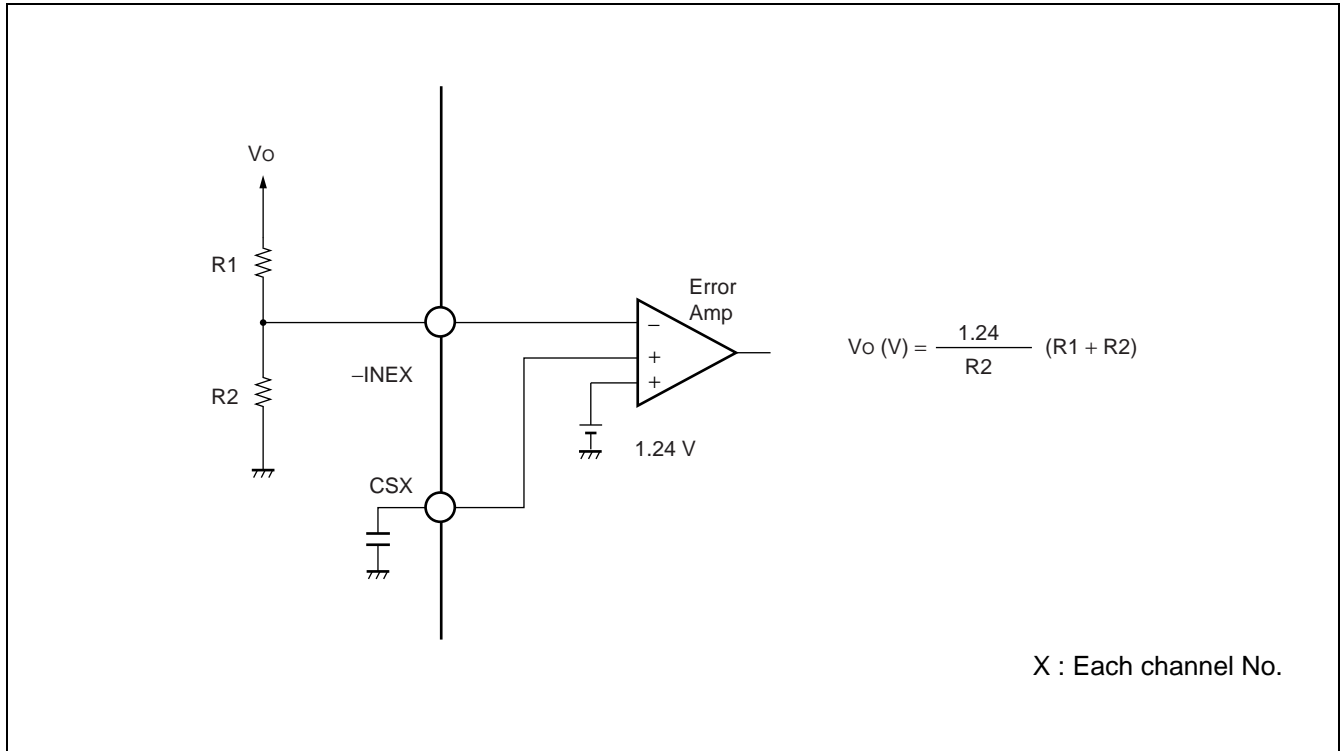 Vo
R1
R2
–INEX
CSX
Error
Amp
–
+
+
1.24 V
Vo (V) = 1.24 / R2 (R1 + R2)
X : Each channel No.